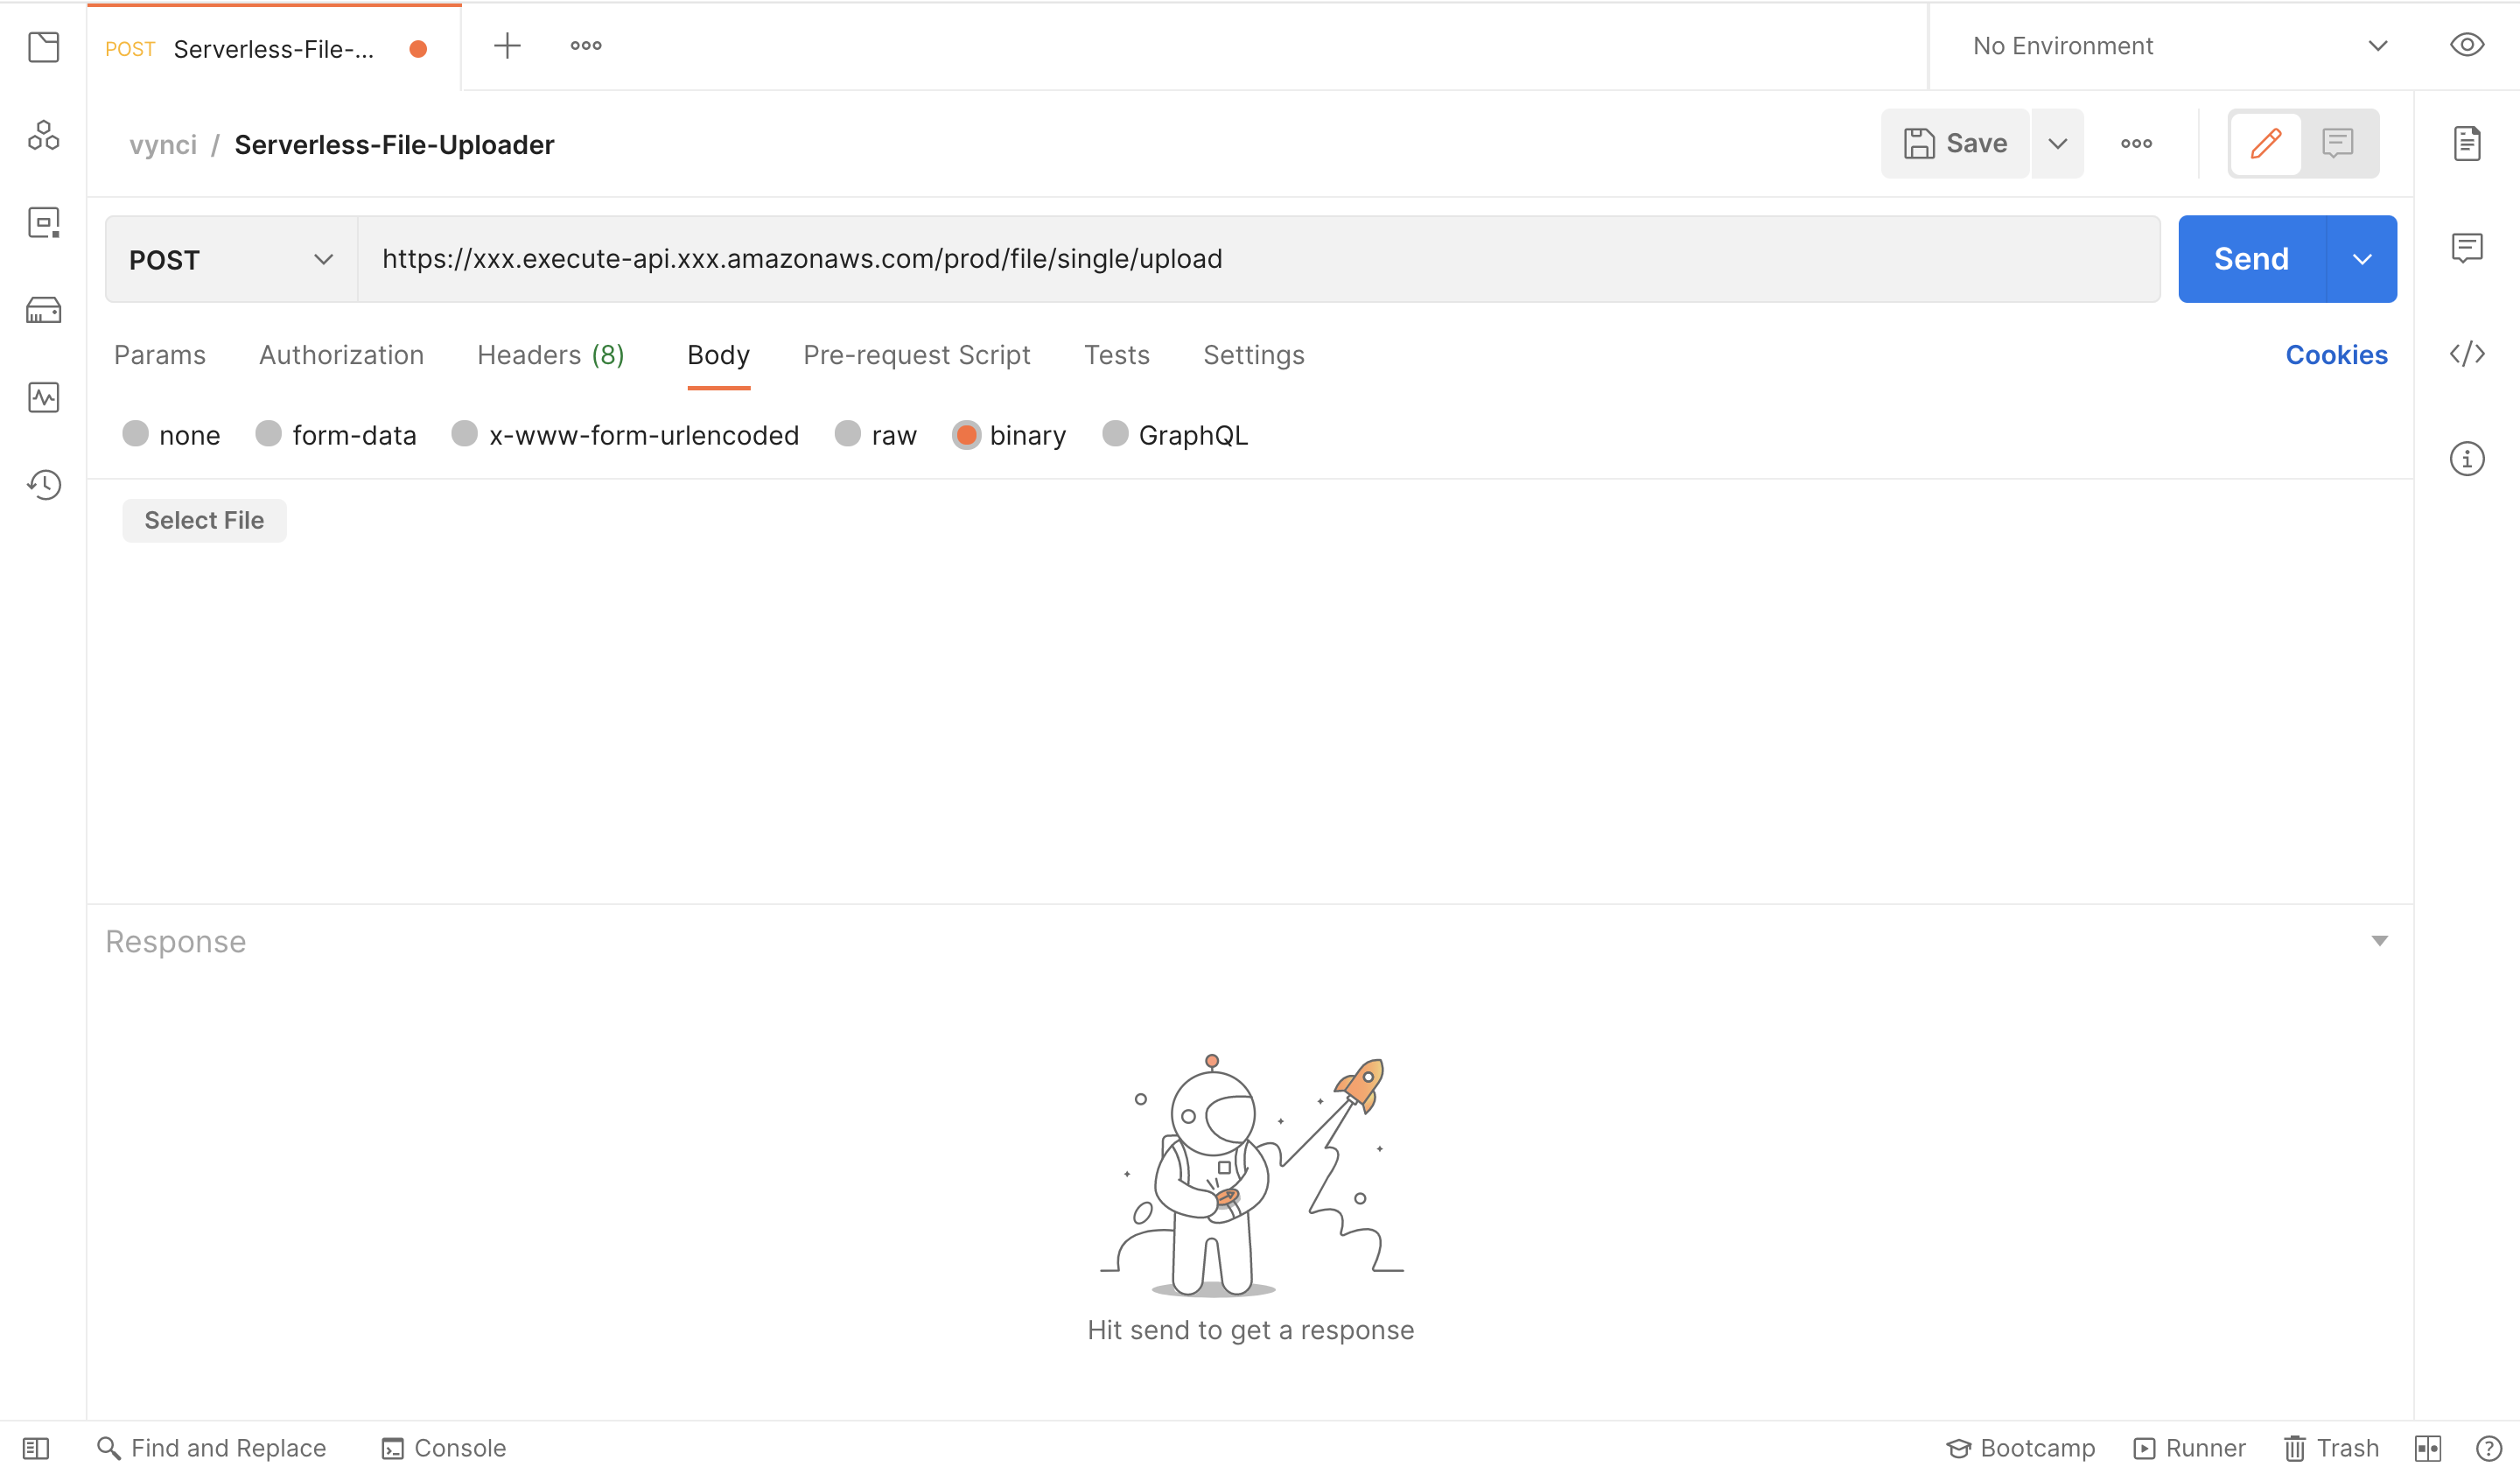 POST Serverless-File-... No Environment
vynci / Serverless-File-Uploader Save
POST https://xxx.execute-api.xxx.amazonaws.com/prod/file/single/upload Send
Params Authorization Headers (8) Body Pre-request Script Tests Settings Cookies
none form-data x-www-form-urlencoded raw binary GraphQL
Select File
Response
Hit send to get a response
Find and Replace Console Bootcamp Runner Trash